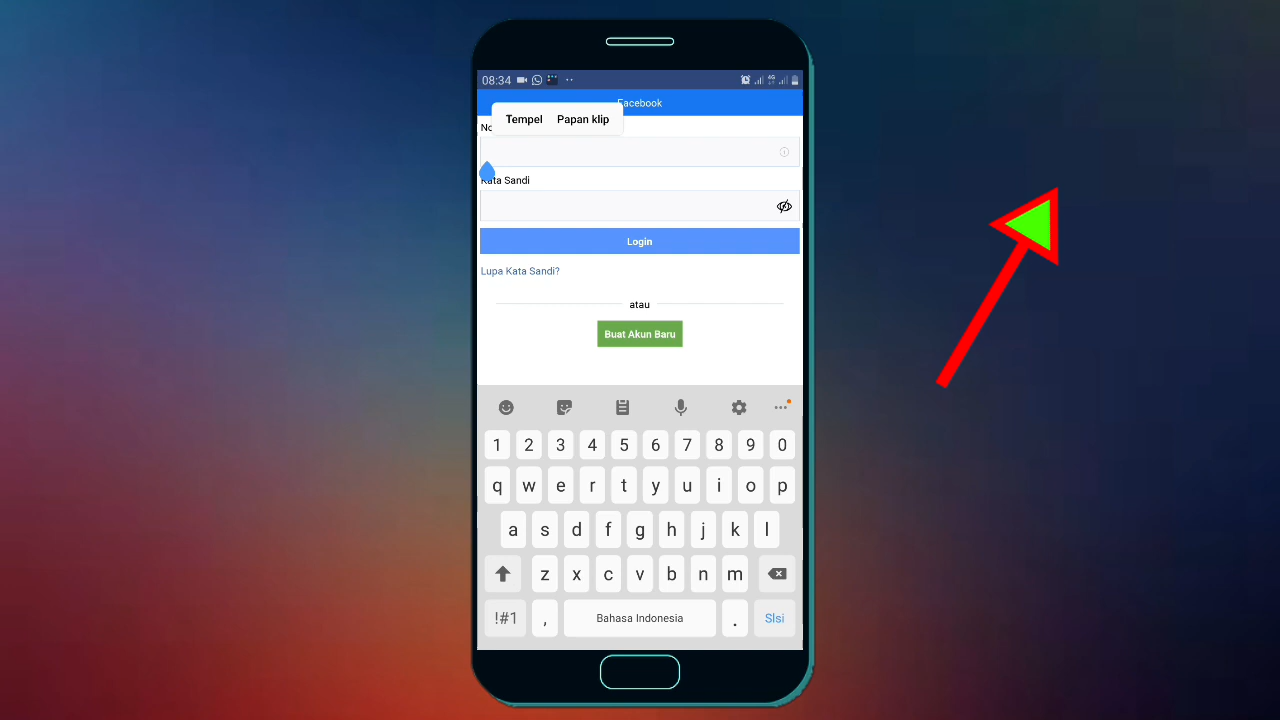 08:34
4G
Facebook
Tempel Papan klip
Kata Sandi
Login
Lupa Kata Sandi?
atau
Buat Akun Baru
1 2 3 4 5 6 7 8 9 0
q w e r t y u i o p
a s d f g h j k l
z x c v b n m
!#1 , Bahasa Indonesia . Slsi